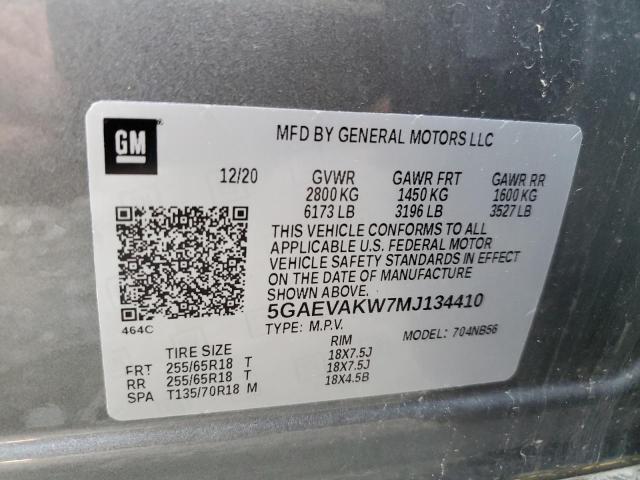 GM
MFD BY GENERAL MOTORS LLC
12/20 GVWR GAWR FRT GAWR RR
2800 KG 1450 KG 1600 KG
6173 LB 3196 LB 3527 LB
THIS VEHICLE CONFORMS TO ALL
APPLICABLE U.S. FEDERAL MOTOR
VEHICLE SAFETY STANDARDS IN EFFECT
ON THE DATE OF MANUFACTURE
SHOWN ABOVE.
464C
5GAEVAKW7MJ134410
TYPE: M.P.V. MODEL: 704NB56
TIRE SIZE RIM
FRT 255/65R18 T 18X7.5J
RR 255/65R18 T 18X7.5J
SPA T135/70R18 M 18X4.5B